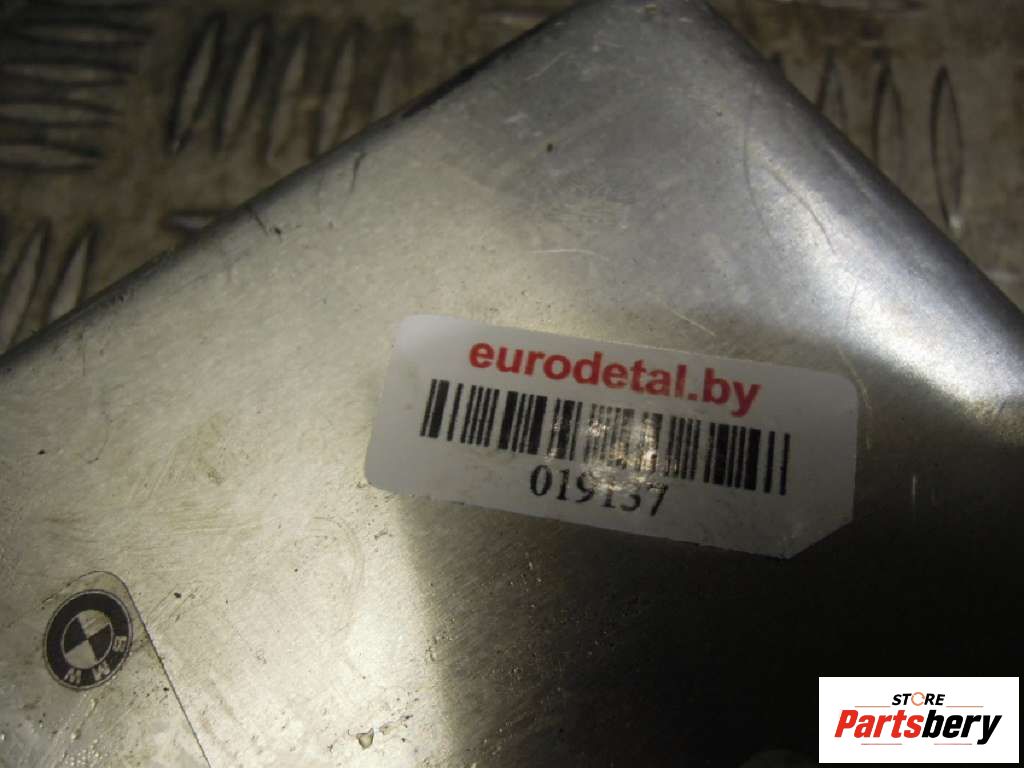 eurodetal.by
019137
BMW
STORE
Partsbery